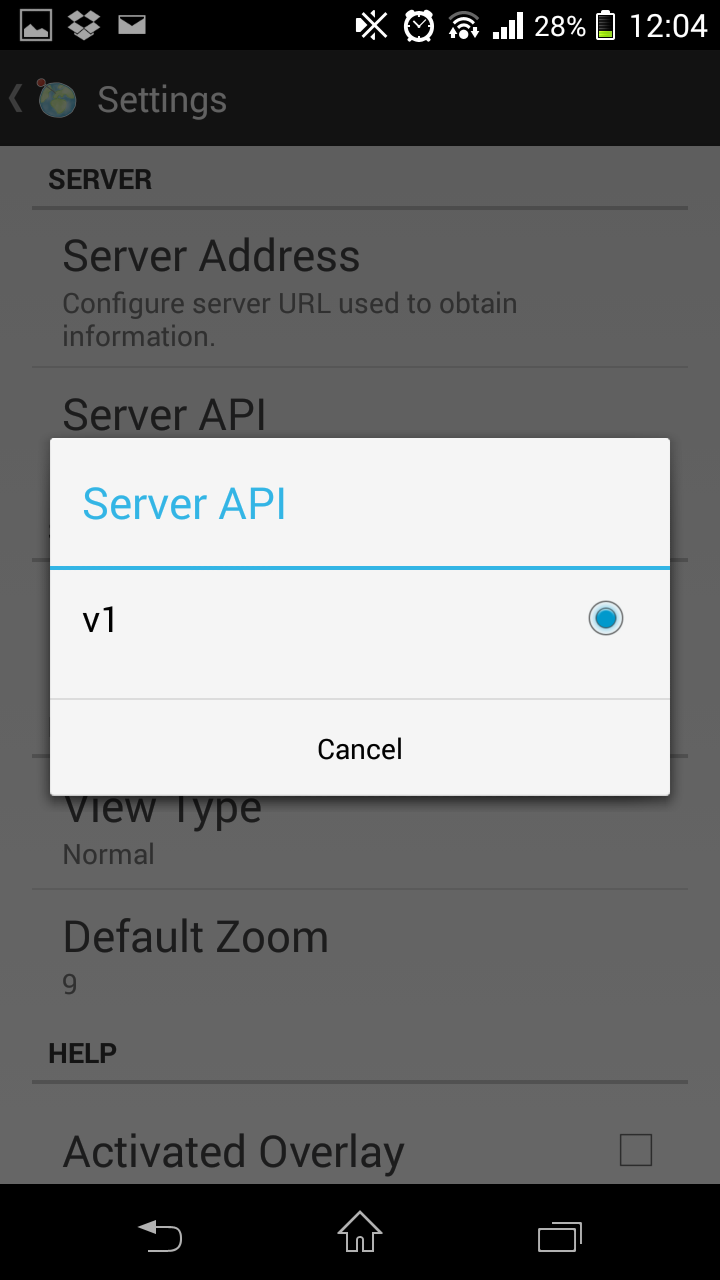 28% 12:04
Settings
SERVER
Server Address
Configure server URL used to obtain
information.
Server API
Server API
v1
Cancel
View Type
Normal
Default Zoom
9
HELP
Activated Overlay